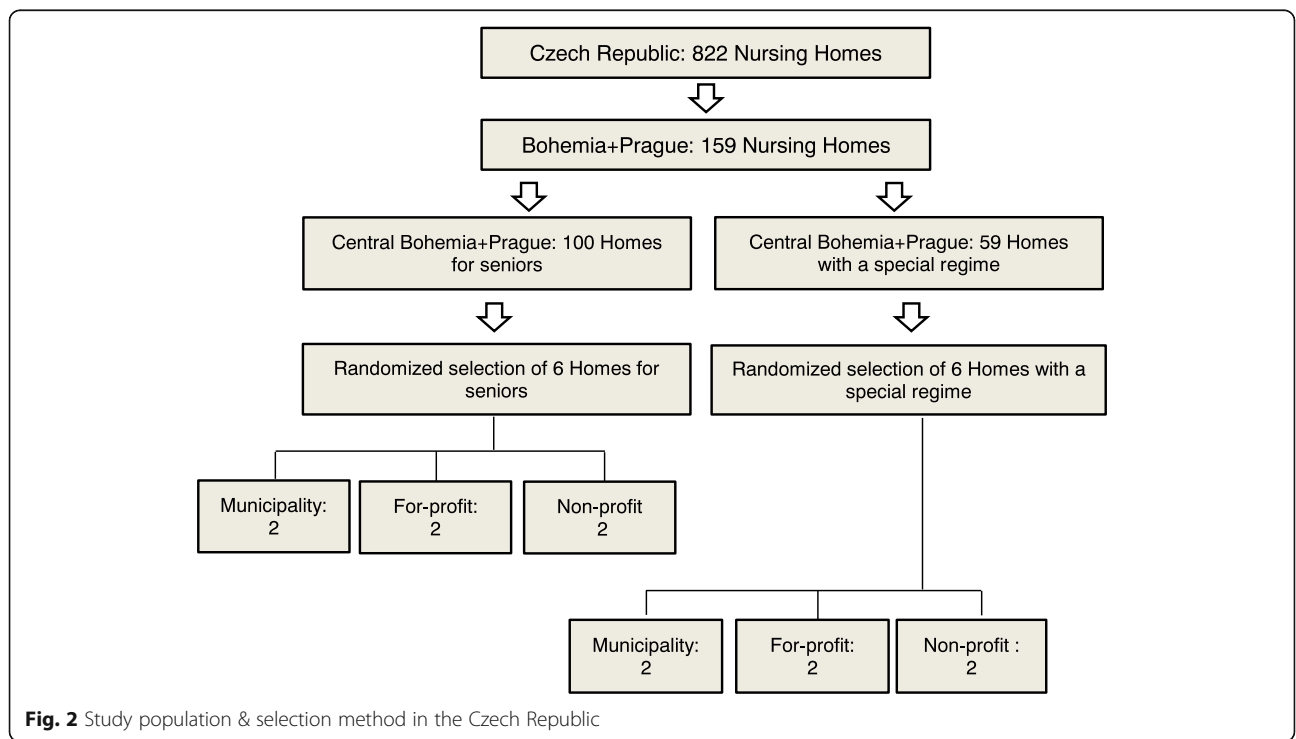 Czech Republic: 822 Nursing Homes
Bohemia+Prague: 159 Nursing Homes
Central Bohemia+Prague: 100 Homes
for seniors
Central Bohemia+Prague: 59 Homes
with a special regime
Randomized selection of 6 Homes for
seniors
Randomized selection of 6 Homes with a
special regime
Municipality:
2
For-profit:
2
Non-profit
2
Municipality:
2
For-profit:
2
Non-profit :
2
Fig. 2 Study population & selection method in the Czech Republic